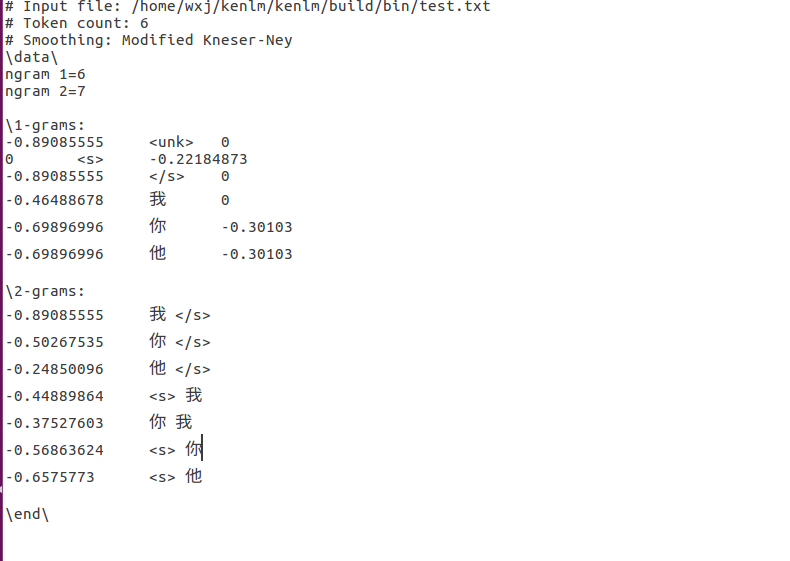 # Input file: /home/wxj/kenlm/kenlm/build/bin/test.txt
# Token count: 6
# Smoothing: Modified Kneser-Ney
\data\
ngram 1=6
ngram 2=7
\1-grams:
-0.89085555 <unk> 0
0 <s> -0.22184873
-0.89085555 </s> 0
-0.46488678 我 0
-0.69896996 你 -0.30103
-0.69896996 他 -0.30103
\2-grams:
-0.89085555 我 </s>
-0.50267535 你 </s>
-0.24850096 他 </s>
-0.44889864 <s> 我
-0.37527603 你 我
-0.56863624 <s> 你
-0.6575773 <s> 他
\end\